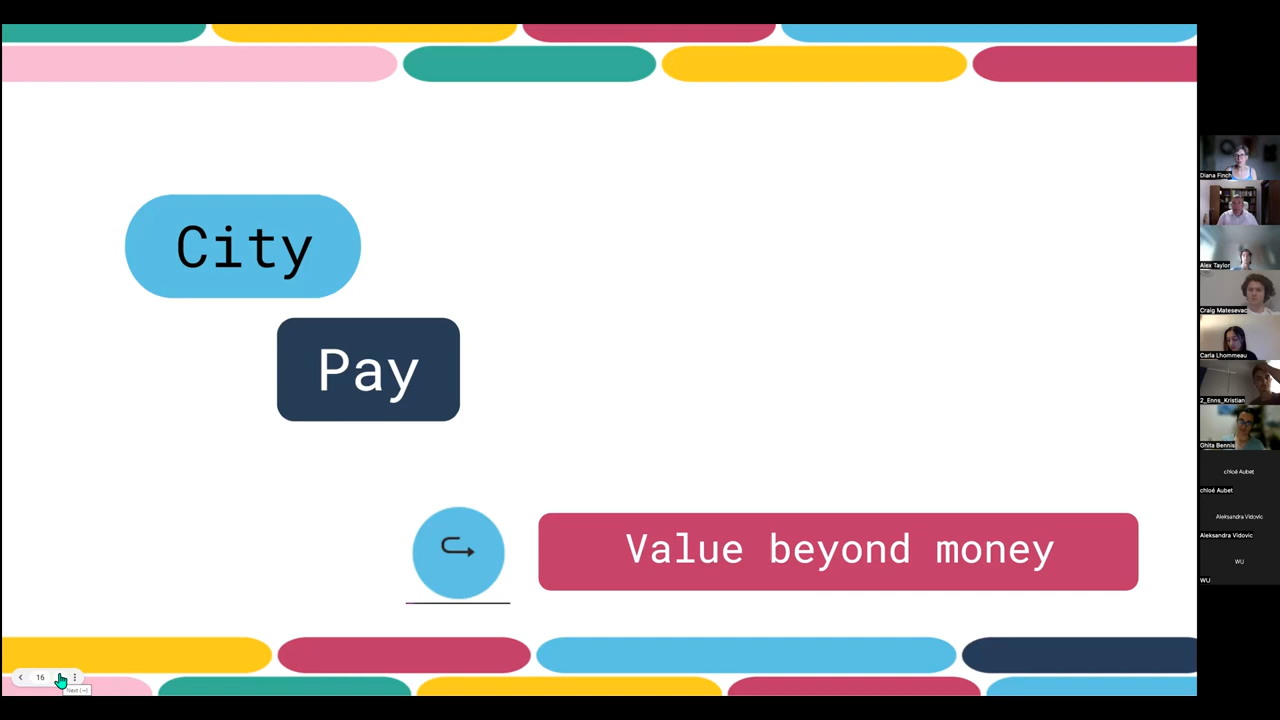 City
Pay
Value beyond money
16
Next (→)
Diana Finch
Alex Taylor
Craig Matesevac
Carla Lhommeau
2_Enns_Kristian
Ghita Bennis
chloé Aubet
chloé Aubet
Aleksandra Vidovic
Aleksandra Vidovic
WU
WU